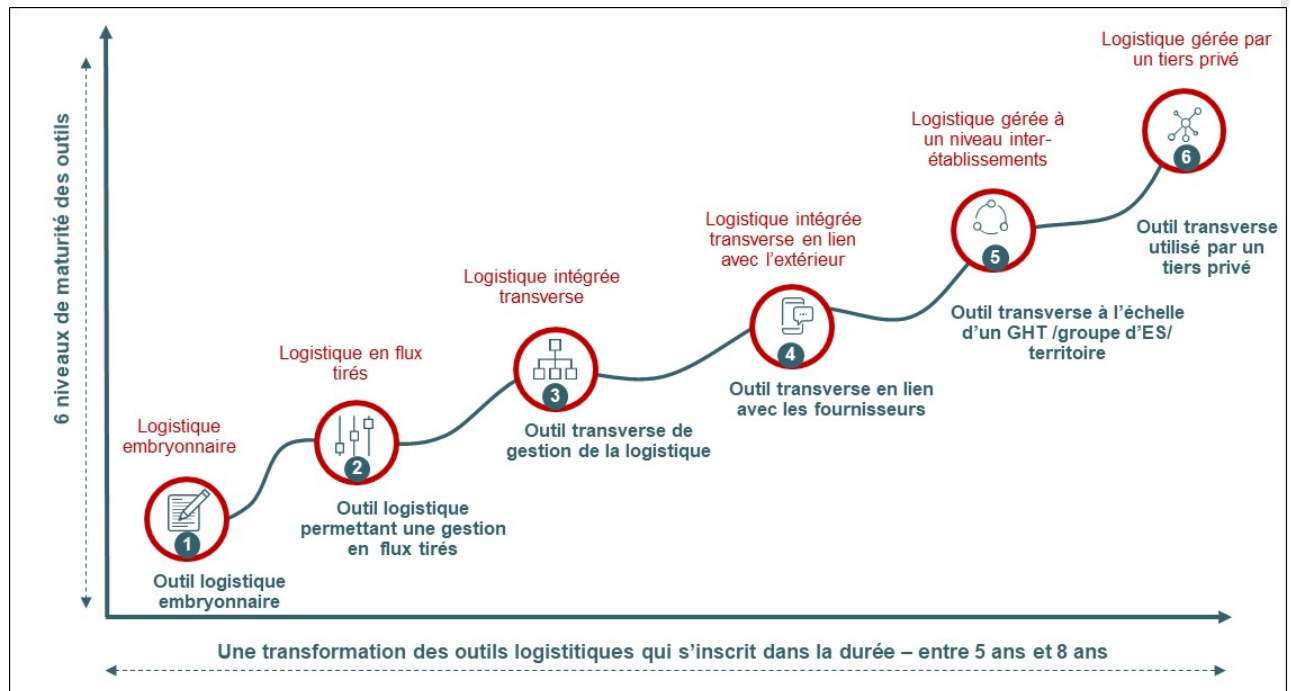 6 niveaux de maturité des outils
Logistique
embryonnaire
1
Outil logistique
embryonnaire
Logistique en flux
tirés
2
Outil logistique
permettant une gestion
en flux tirés
Logistique intégrée
transverse
3
Outil transverse de
gestion de la logistique
Logistique intégrée
transverse en lien
avec l'extérieur
4
Outil transverse en lien
avec les fournisseurs
Logistique gérée à
un niveau inter-
établissements
5
Outil transverse à l'échelle
d'un GHT /groupe d'ES/
territoire
Logistique gérée par
un tiers privé
6
Outil transverse
utilisé par un
tiers privé
Une transformation des outils logistitiques qui s'inscrit dans la durée – entre 5 ans et 8 ans